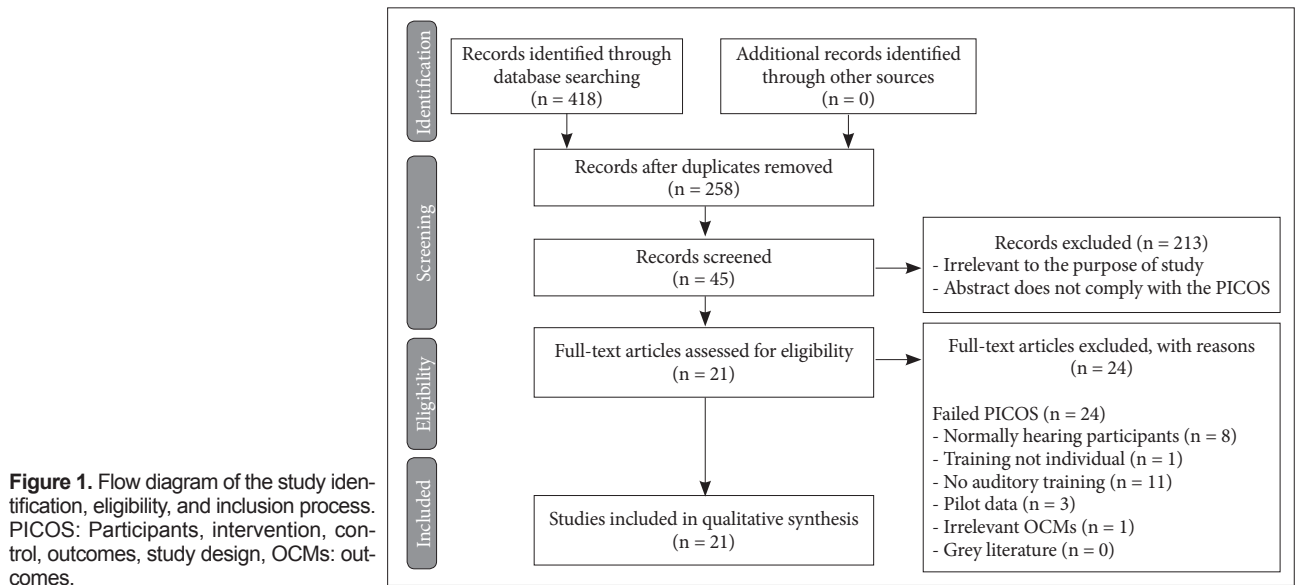 Identification
Records identified through
database searching
(n = 418)
Additional records identified
through other sources
(n = 0)
Screening
Records after duplicates removed
(n = 258)
Records screened
(n = 45)
Records excluded (n = 213)
- Irrelevant to the purpose of study
- Abstract does not comply with the PICOS
Eligibility
Full-text articles assessed for eligibility
(n = 21)
Full-text articles excluded, with reasons
(n = 24)
Failed PICOS (n = 24)
- Normally hearing participants (n = 8)
- Training not individual (n = 1)
- No auditory training (n = 11)
- Pilot data (n = 3)
- Irrelevant OCMs (n = 1)
- Grey literature (n = 0)
Included
Studies included in qualitative synthesis
(n = 21)
Figure 1. Flow diagram of the study iden-
tification, eligibility, and inclusion process.
PICOS: Participants, intervention, con-
trol, outcomes, study design, OCMs: out-
comes.